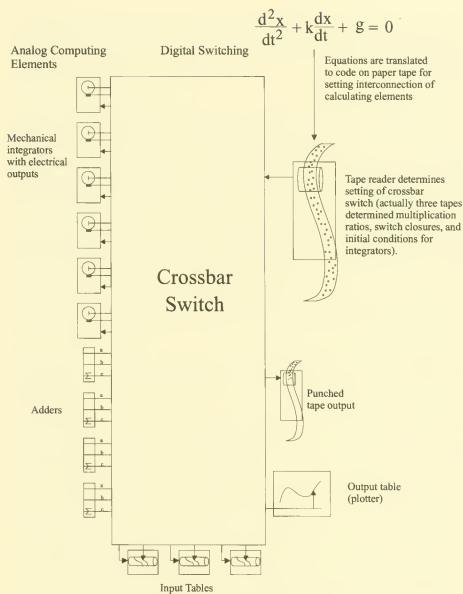 d²x/dt² + k dx/dt + g = 0
Analog Computing
Elements
Digital Switching
Equations are translated
to code on paper tape for
setting interconnection of
calculating elements
Mechanical
integrators
with electrical
outputs
Tape reader determines
setting of crossbar
switch (actually three tapes
determined multiplication
ratios, switch closures, and
initial conditions for
integrators).
Crossbar
Switch
Adders
a
b
Σ c
a
b
Σ c
a
b
Σ c
a
b
Σ c
Punched
tape output
Output table
(plotter)
Input Tables